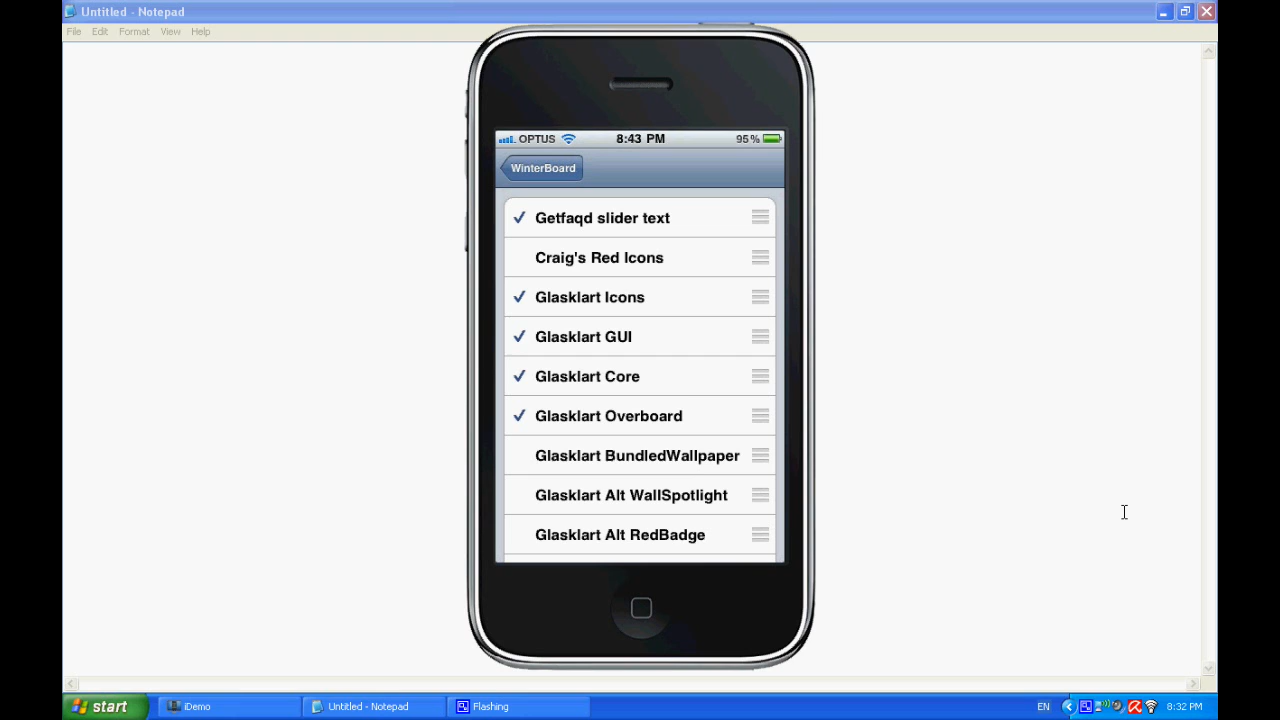 Untitled - Notepad
File Edit Format View Help
OPTUS 8:43 PM 95%
WinterBoard
Getfaqd slider text
Craig's Red Icons
Glasklart Icons
Glasklart GUI
Glasklart Core
Glasklart Overboard
Glasklart BundledWallpaper
Glasklart Alt WallSpotlight
Glasklart Alt RedBadge
start iDemo Untitled - Notepad Flashing EN 8:32 PM